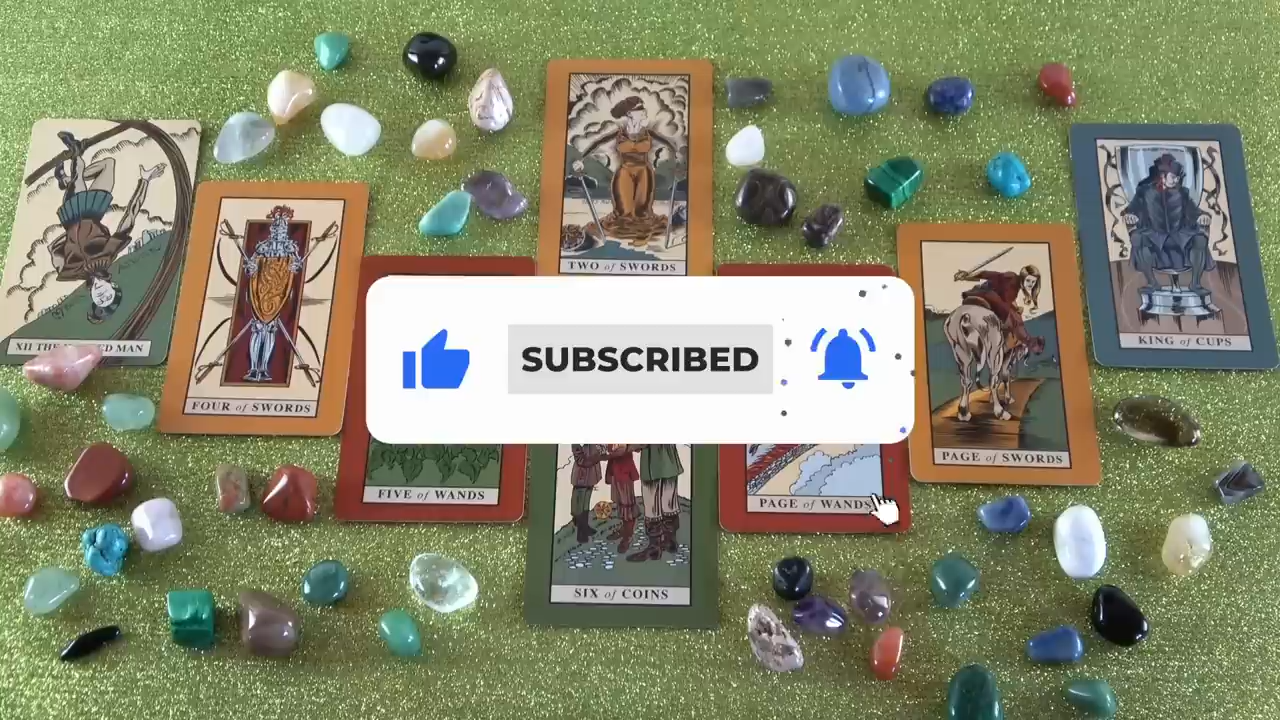 TWO of SWORDS
XII THE MAN
KING of CUPS
SUBSCRIBED
FOUR of SWORDS
PAGE of SWORDS
FIVE of WANDS
PAGE of WANDS
SIX of COINS